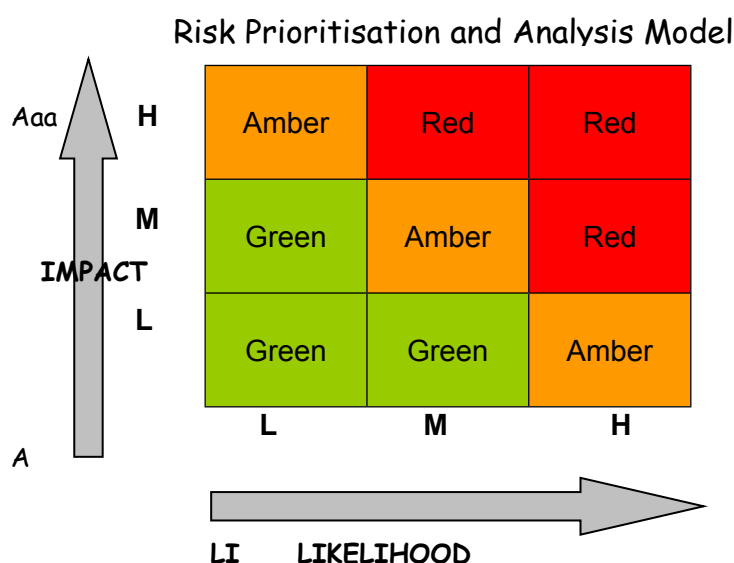 Risk Prioritisation and Analysis Model
Aaa H Amber Red Red
M Green Amber Red
IMPACT
L Green Green Amber
L M H
A
LI LIKELIHOOD